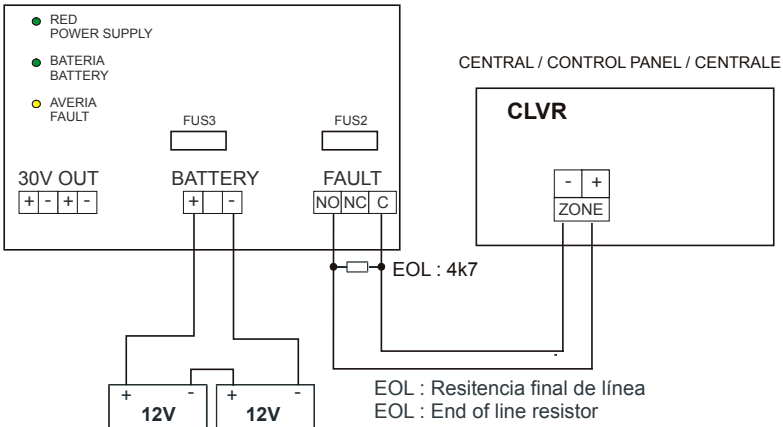 RED
POWER SUPPLY
BATERIA
BATTERY
AVERIA
FAULT
FUS3
FUS2
30V OUT
BATTERY
FAULT
+ - + -
+ -
NO NC C
CENTRAL / CONTROL PANEL / CENTRALE
CLVR
- +
ZONE
EOL : 4k7
+ - + -
12V 12V
EOL : Resitencia final de línea
EOL : End of line resistor